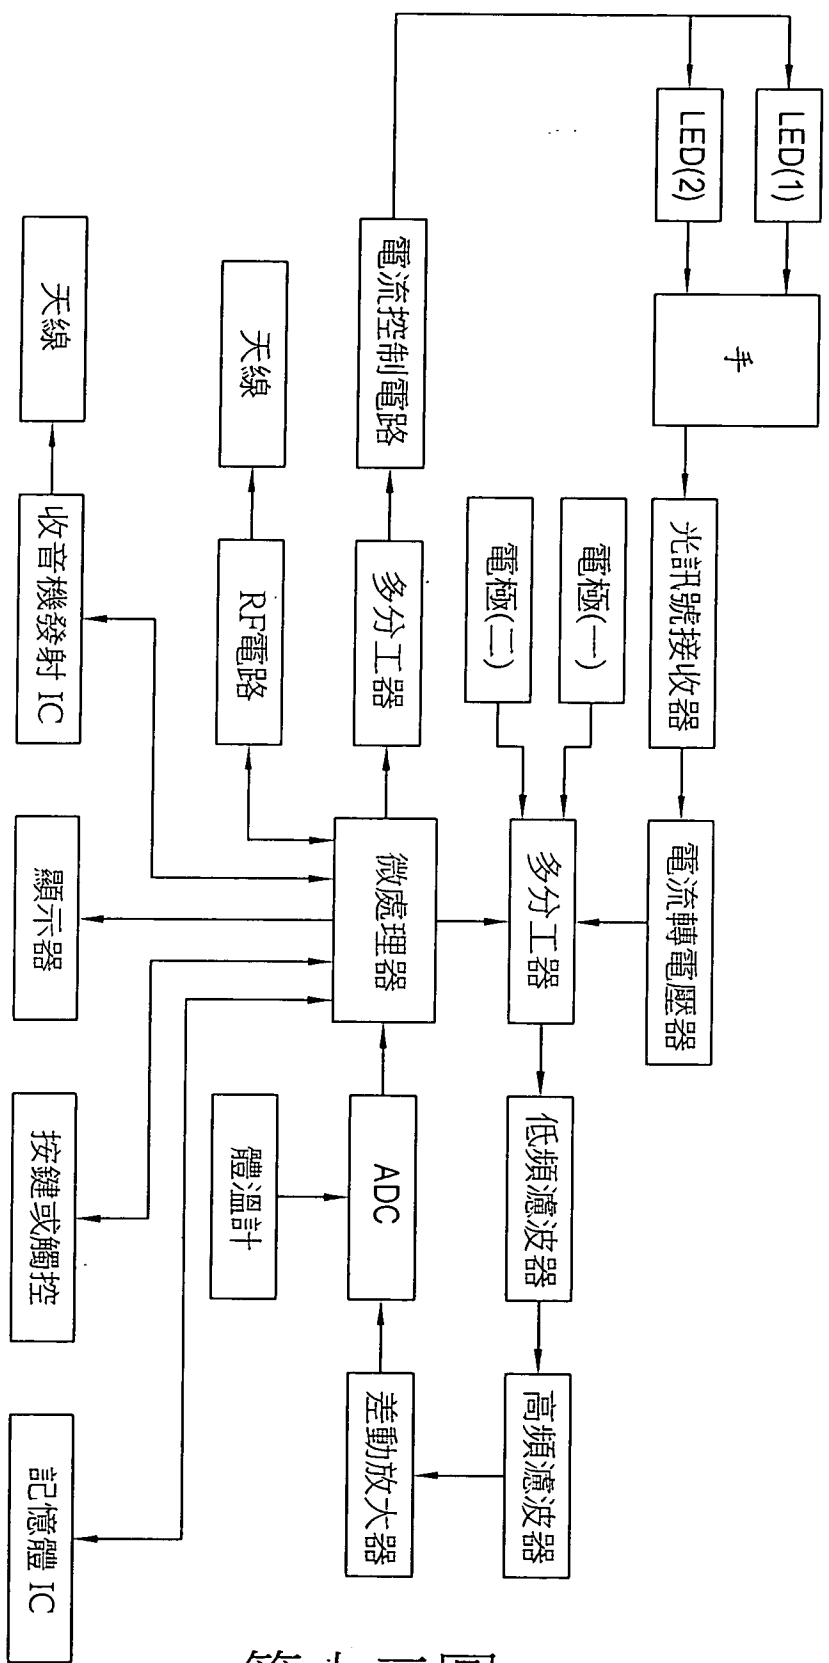 LED(1)
LED(2)
手
光訊號接收器
電流轉電壓器
電極(一)
電極(二)
多分工器
低頻濾波器
高頻濾波器
電流控制電路
多分工器
微處理器
ADC
差動放大器
天線
RF電路
體溫計
天線
收音機發射 IC
顯示器
按鍵或觸控
記憶體 IC